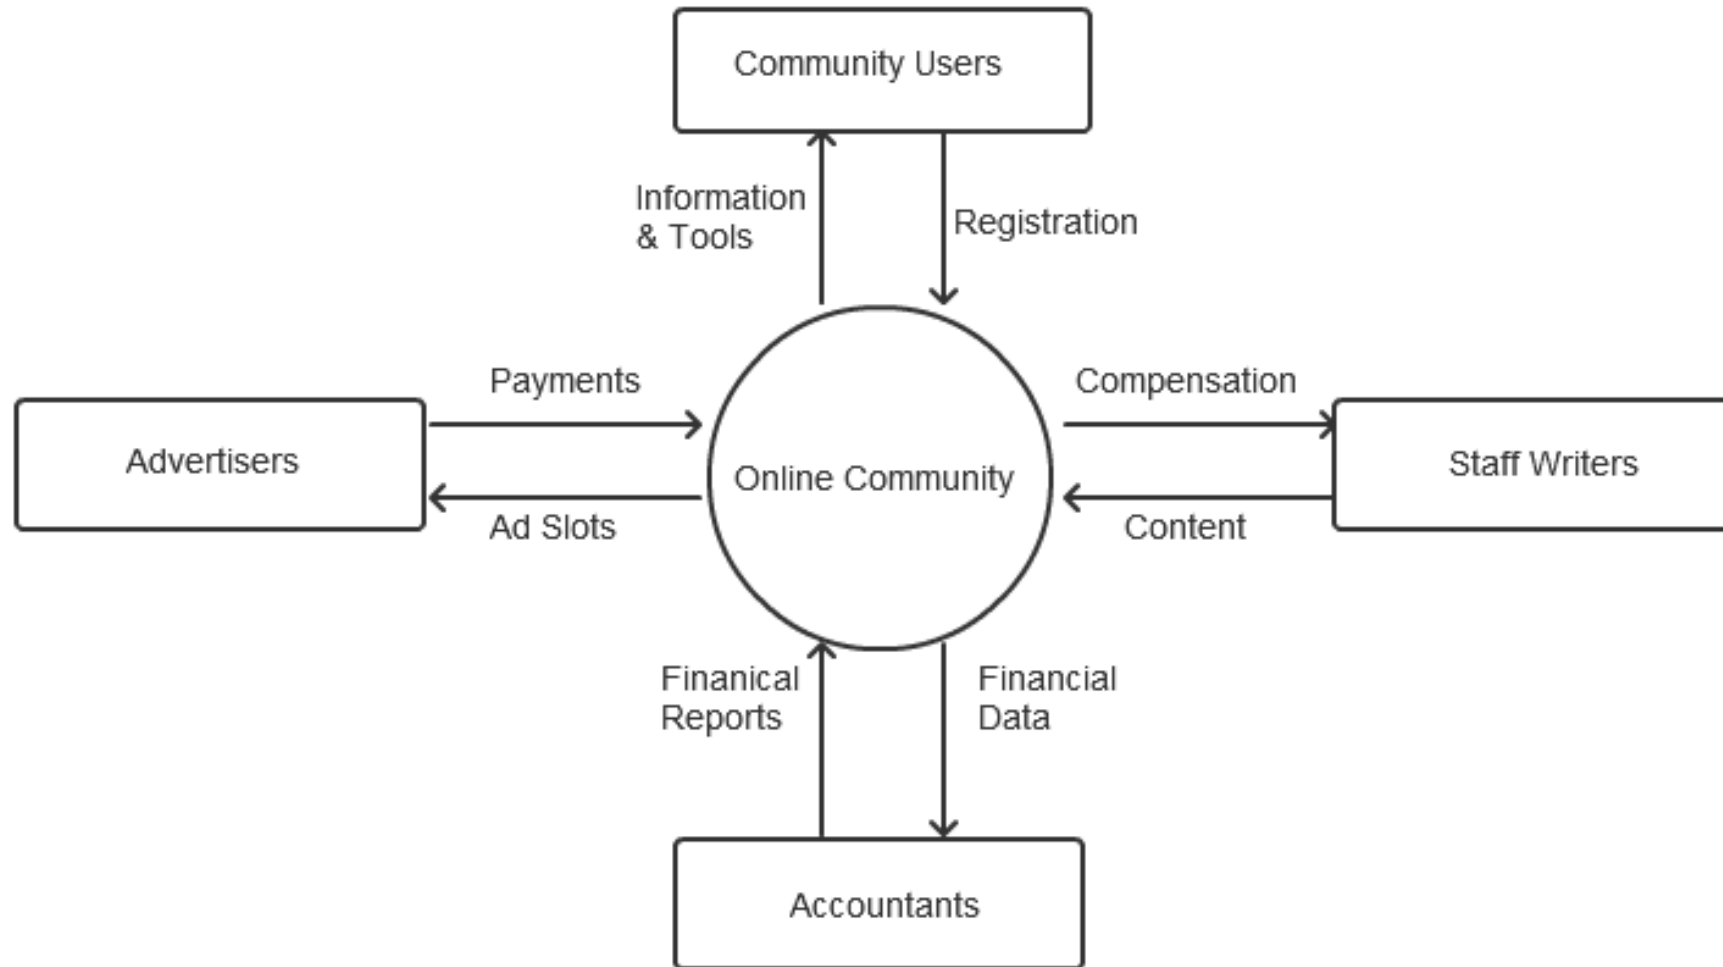 Community Users
Information
& Tools
Registration
Payments
Compensation
Advertisers
Online Community
Staff Writers
Ad Slots
Content
Finanical
Reports
Financial
Data
Accountants